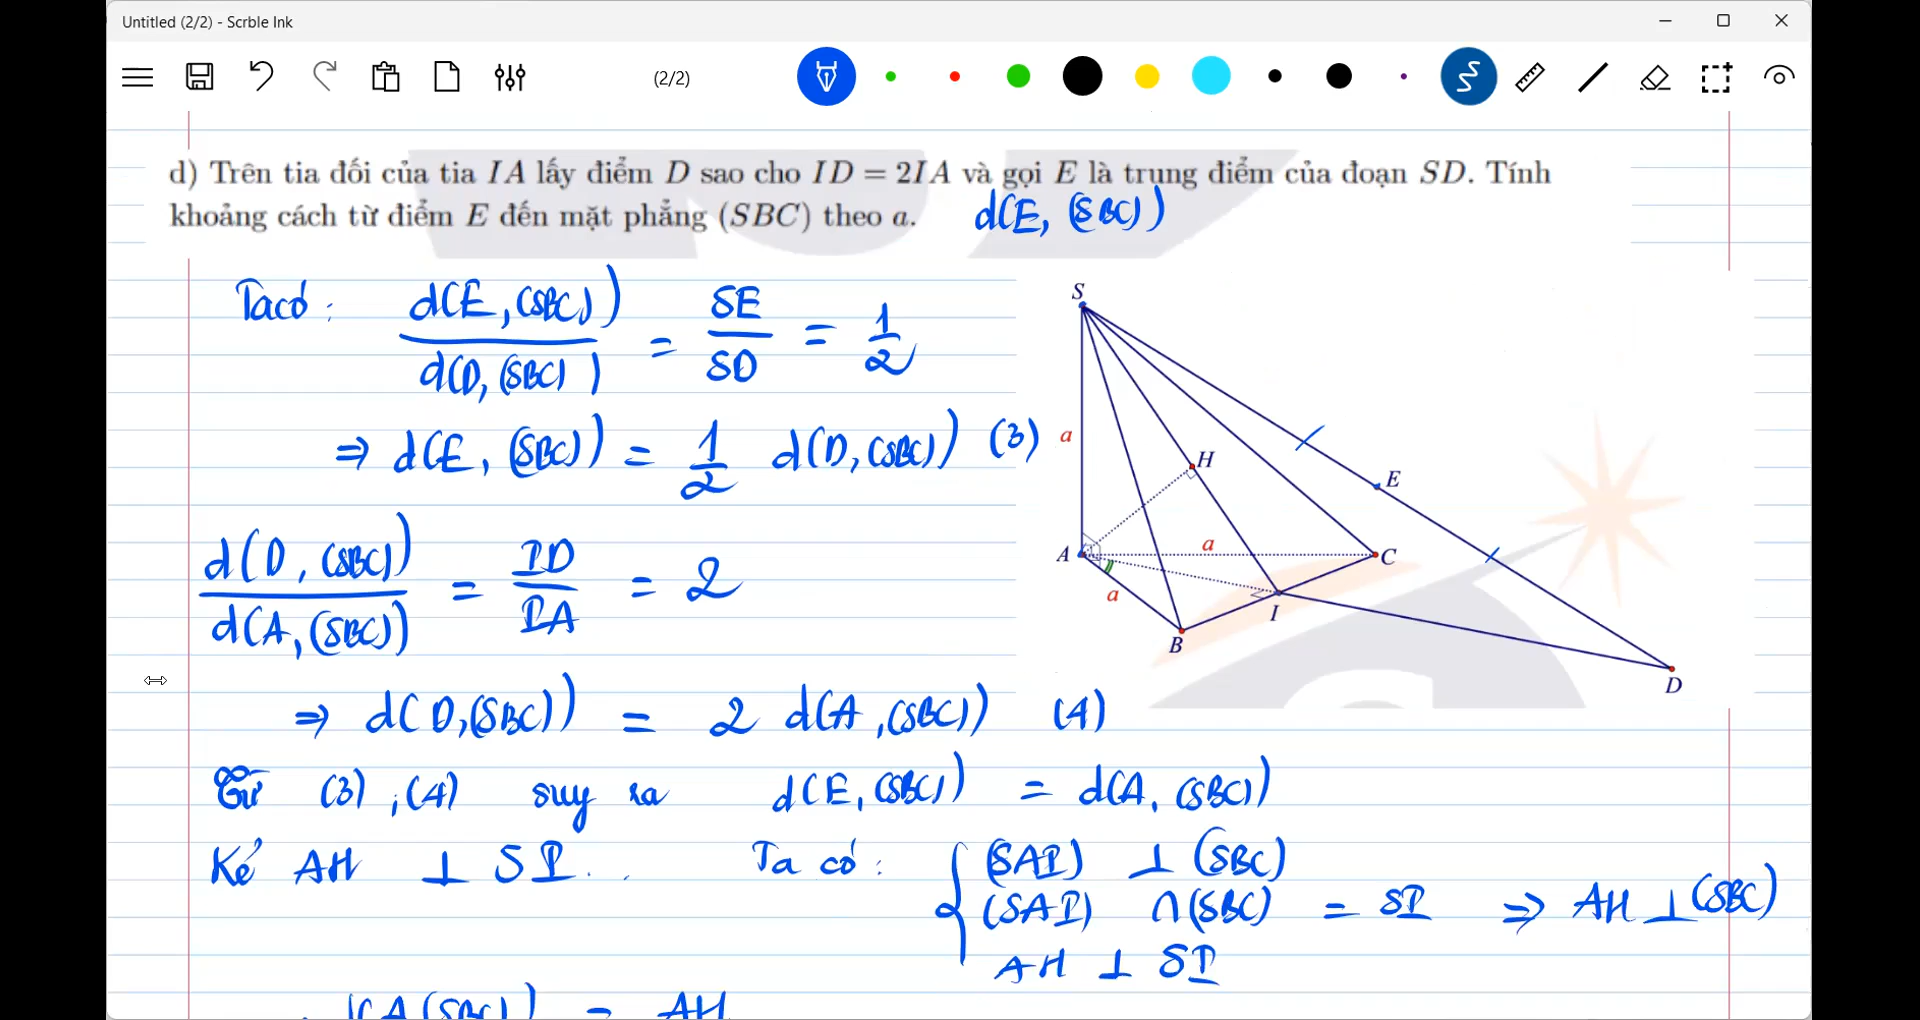 Untitled (2/2) - Scrble Ink
(2/2)
d) Trên tia đối của tia IA lấy điểm D sao cho ID = 2IA và gọi E là trung điểm của đoạn SD. Tính
khoảng cách từ điểm E đến mặt phẳng (SBC) theo a.
d(E, (SBC))
Ta có : d(E, (SBC)) / d(D, (SBC)) = SE / SD = 1/2
⇒ d(E, (SBC)) = 1/2 d(D, (SBC)) (3)
d(D, (SBC)) / d(A, (SBC)) = ID / IA = 2
⇒ d(D, (SBC)) = 2 d(A, (SBC)) (4)
Từ (3), (4) suy ra d(E, (SBC)) = d(A, (SBC))
Kẻ AH ⊥ SI. Ta có : { (SAI) ⊥ (SBC)
(SAI) ∩ (SBC) = SI ⇒ AH ⊥ (SBC)
AH ⊥ SI
d(A, (SBC)) = AH
S
a
H
E
A
a
C
a
I
B
D